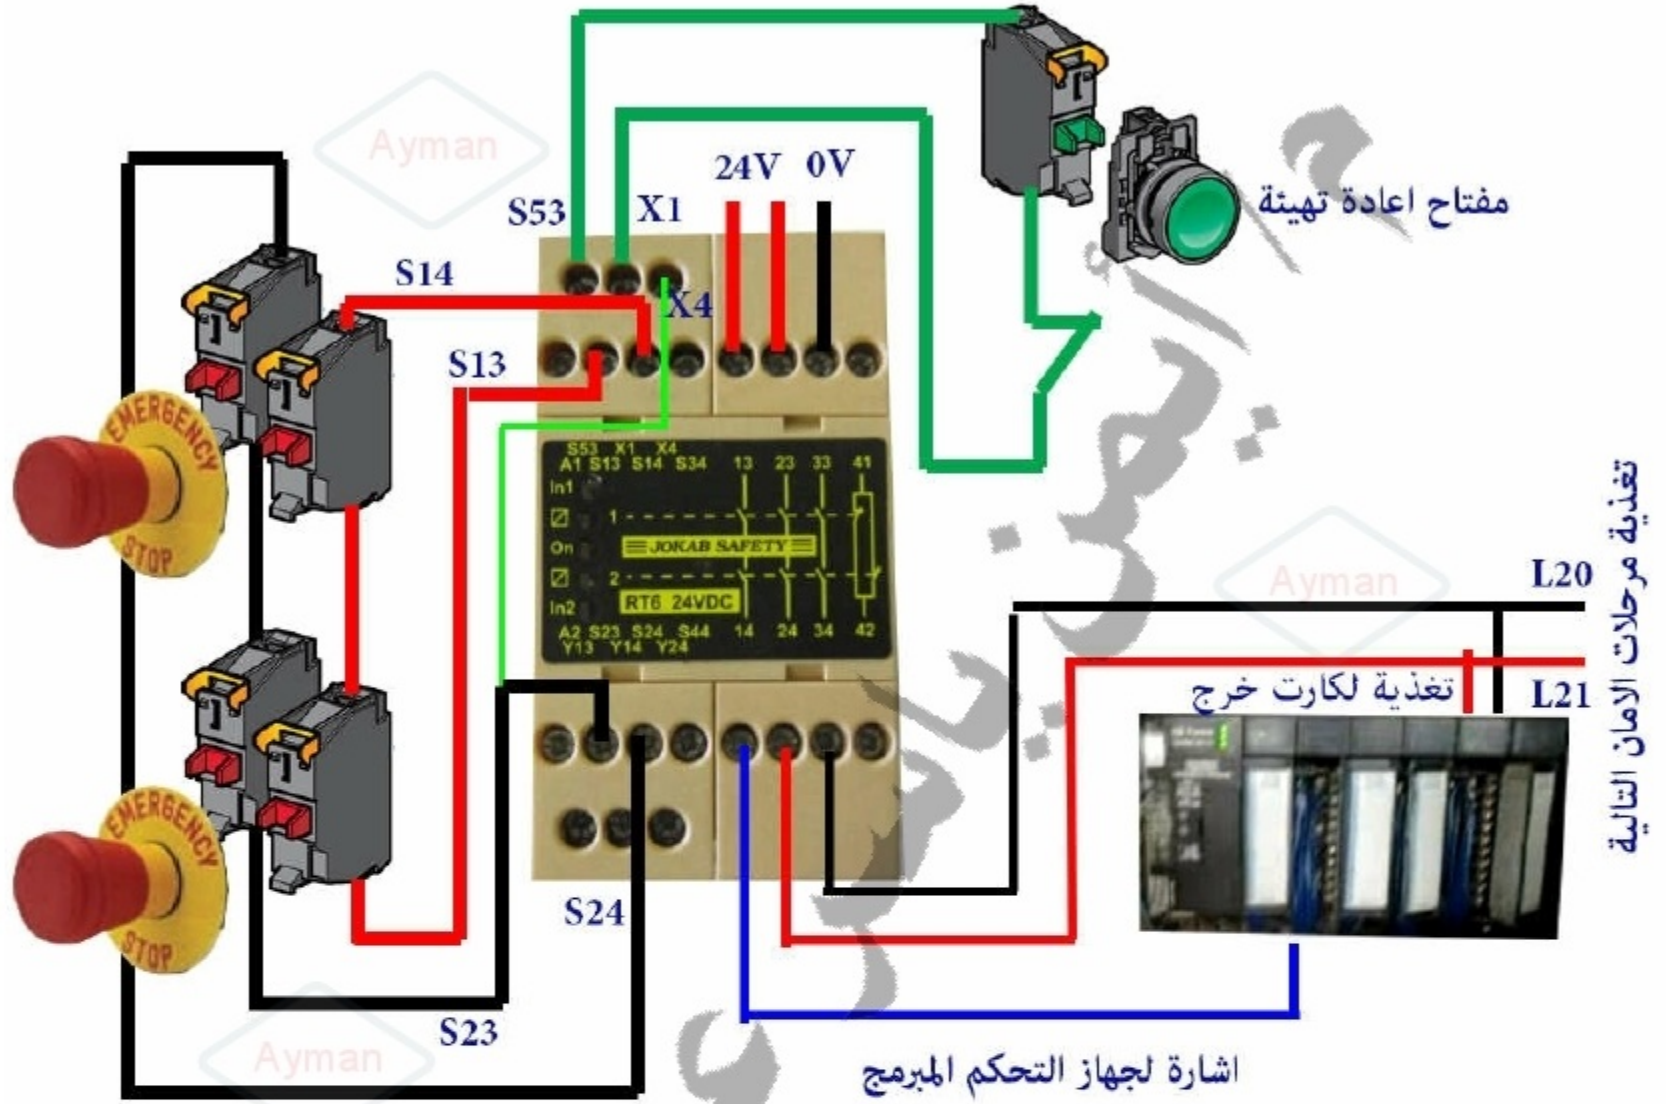 Ayman
24V 0V
S53 X1
مفتاح اعادة تهيئة
S14
X4
S13
EMERGENCY
STOP
S53 X1 X4
A1 S13 S14 S34 13 23 33 41
In1
1
On
JOKAB SAFETY
2
In2
RT6 24VDC
A2 S23 S24 S44 14 24 34 42
Y13 Y14 Y24
Ayman
L20
تغذية لكارت خرج
L21
تغذية مرحلات الامان التالية
EMERGENCY
STOP
S24
S23
Ayman
اشارة لجهاز التحكم المبرمج